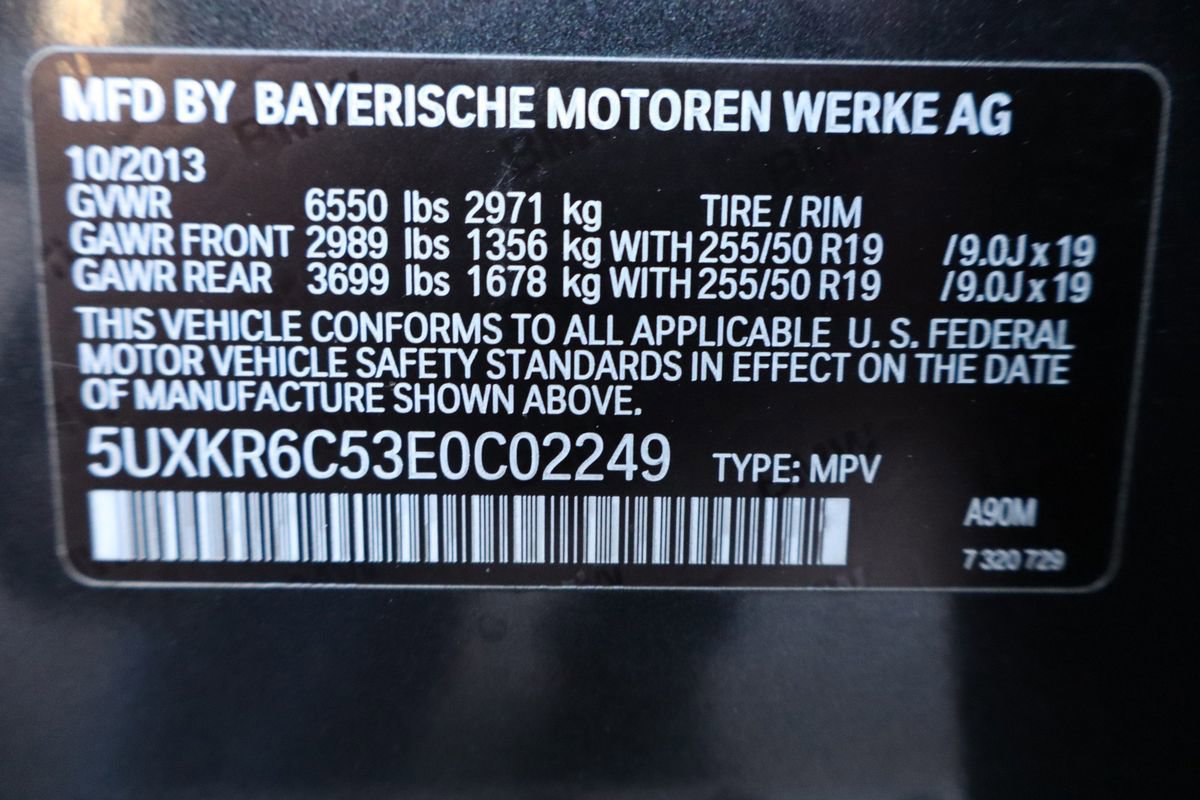 MFD BY BAYERISCHE MOTOREN WERKE AG
10/2013
GVWR 6550 lbs 2971 kg TIRE / RIM
GAWR FRONT 2989 lbs 1356 kg WITH 255/50 R19 /9.0J x 19
GAWR REAR 3699 lbs 1678 kg WITH 255/50 R19 /9.0J x 19
THIS VEHICLE CONFORMS TO ALL APPLICABLE U. S. FEDERAL
MOTOR VEHICLE SAFETY STANDARDS IN EFFECT ON THE DATE
OF MANUFACTURE SHOWN ABOVE.
5UXKR6C53E0C02249 TYPE: MPV
A90M
7 320 729